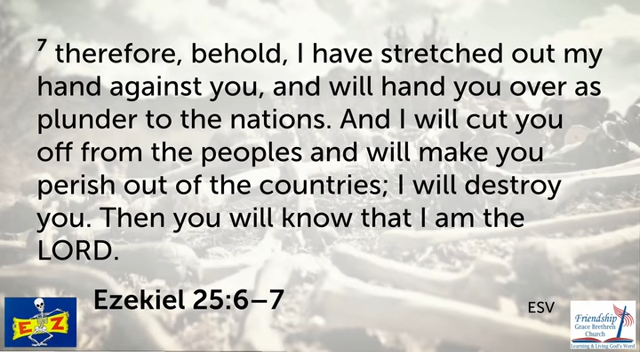 7 therefore, behold, I have stretched out my
hand against you, and will hand you over as
plunder to the nations. And I will cut you
off from the peoples and will make you
perish out of the countries; I will destroy
you. Then you will know that I am the
LORD.
Ezekiel 25:6–7
ESV
E Z
Friendship
Grace Brethren
Church
Learning & Living God's Word